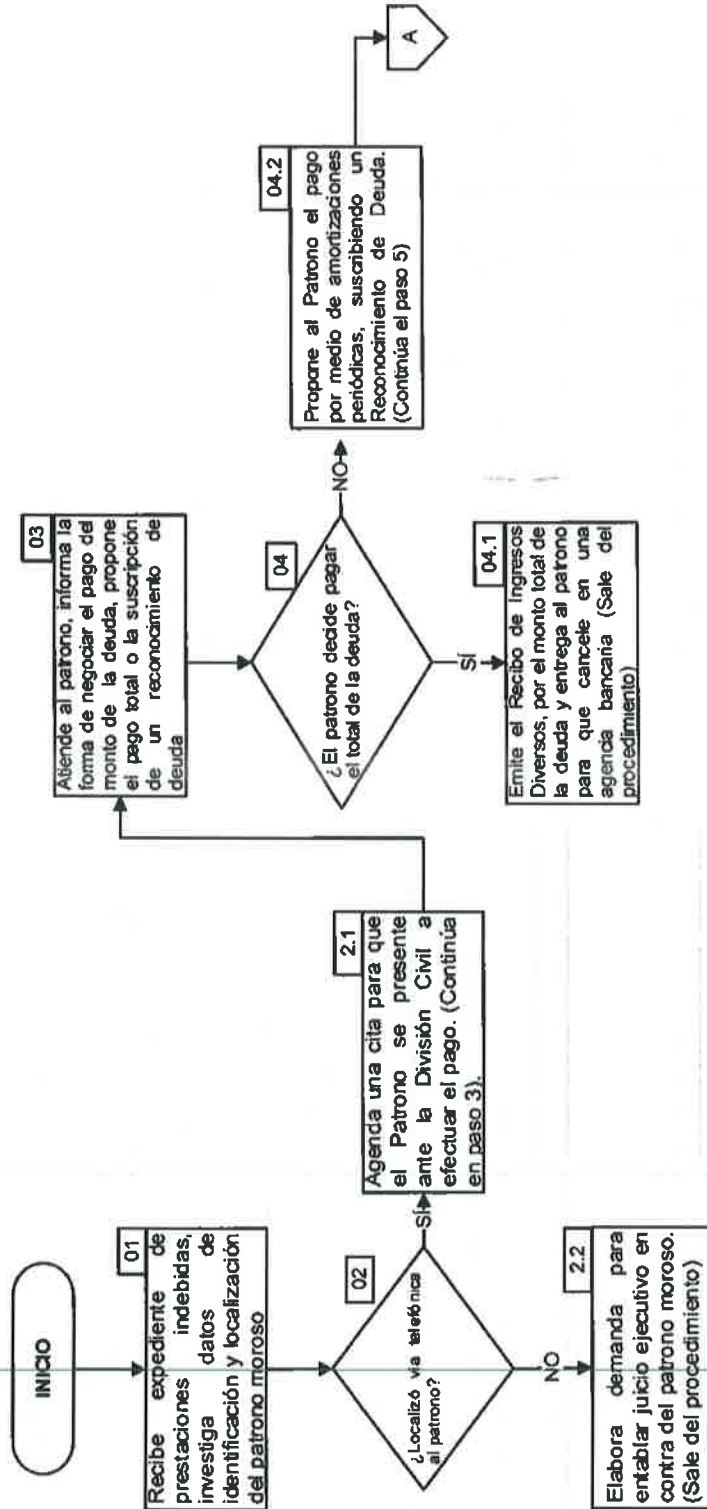 INICIO
01
Recibe expediente de
prestaciones indebidas,
investiga datos de
identificación y localización
del patrono moroso
02
¿Localizó vía telefónica
al patrono?
SÍ
NO
2.1
Agenda una cita para que
el Patrono se presente
ante la División Civil a
efectuar el pago. (Continúa
en paso 3).
2.2
Elabora demanda para
entablar juicio ejecutivo en
contra del patrono moroso.
(Sale del procedimiento)
03
Atiende al patrono, informa la
forma de negociar el pago del
monto de la deuda, propone
el pago total o la suscripción
de un reconocimiento de
deuda
04
¿El patrono decide pagar
el total de la deuda?
NO
SÍ
04.1
Emite el Recibo de Ingresos
Diversos, por el monto total de
la deuda y entrega al patrono
para que cancele en una
agencia bancaria (Sale del
procedimiento)
04.2
Propone al Patrono el pago
por medio de amortizaciones
periódicas, suscribiendo un
Reconocimiento de Deuda.
(Continúa el paso 5)
A